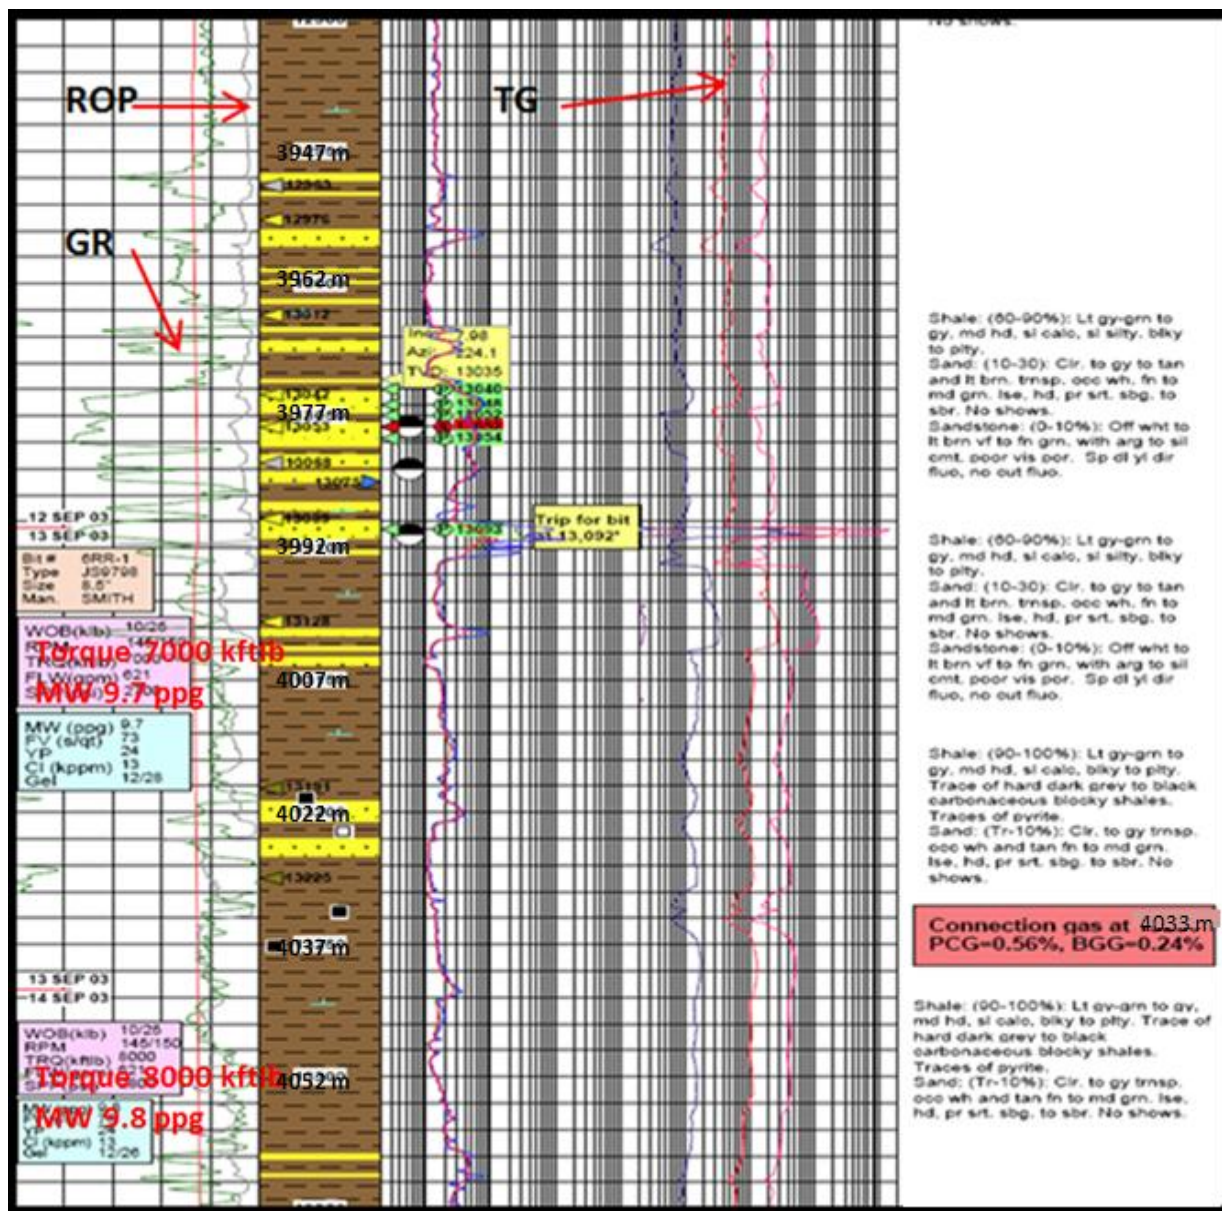 No shows.
ROP
TG
3947 m
12963
12976
GR
3962 m
13012
Azi: 224.1
TVD: 13035
13040
13042
3977 m
13053
13054
13075
Shale: (60-90%): Lt gy-grn to
gy, md hd, sl calc, sl silty, blky
to plty.
Sand: (10-30): Clr. to gy to tan
and lt brn. trnsp. occ wh. fn to
md grn. lse, hd, pr srt. sbg. to
sbr. No shows.
Sandstone: (0-10%): Off wht to
lt brn vf to fn grn. with arg to sil
cmt. poor vis por. Sp dl yl dir
fluo, no cut fluo.
12 SEP 03
13 SEP 03
13093
Trip for bit
at 13,092'
3992 m
Bit # 6RR-1
Type JS9798
Size 8.5"
Man. SMITH
Shale: (60-90%): Lt gy-grn to
gy, md hd, sl calc, sl silty, blky
to plty.
Sand: (10-30): Clr. to gy to tan
and lt brn. trnsp. occ wh. fn to
md grn. lse, hd, pr srt. sbg. to
sbr. No shows.
Sandstone: (0-10%): Off wht to
lt brn vf to fn grn. with arg to sil
cmt. poor vis por. Sp dl yl dir
fluo, no cut fluo.
13128
WOB(klb) 10/25
Torque 7000 kftlb
FLW(gpm) 621
MW 9.7 ppg
4007 m
MW (ppg) 9.7
FV (s/qt) 73
YP 24
Cl (kppm) 13
Gel 12/28
Shale: (90-100%): Lt gy-grn to
gy, md hd, sl calc, blky to plty.
Trace of hard dark grey to black
carbonaceous blocky shales.
Traces of pyrite.
Sand: (Tr-10%): Clr. to gy trnsp.
occ wh and tan fn to md grn.
lse, hd, pr srt. sbg. to sbr. No
shows.
13191
4022 m
13225
Connection gas at 4033 m
PCG=0.56%, BGG=0.24%
4037 m
13 SEP 03
14 SEP 03
WOB(klb) 10/25
RPM 145/150
TRQ(kftlb) 8000
Torque 8000 kftlb
4052 m
MW 9.8 ppg
Cl (kppm) 13
Gel 12/26
Shale: (90-100%): Lt gy-grn to gy,
md hd, sl calc, blky to plty. Trace of
hard dark grey to black
carbonaceous blocky shales.
Traces of pyrite.
Sand: (Tr-10%): Clr. to gy trnsp.
occ wh and tan fn to md grn. lse,
hd, pr srt. sbg. to sbr. No shows.